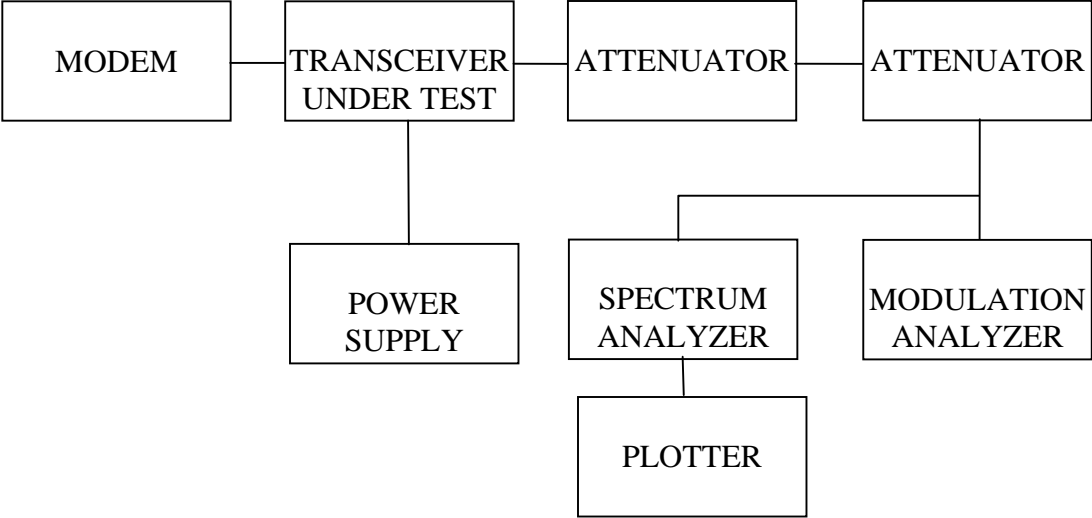 MODEM
TRANSCEIVER
UNDER TEST
ATTENUATOR
ATTENUATOR
POWER
SUPPLY
SPECTRUM
ANALYZER
MODULATION
ANALYZER
PLOTTER